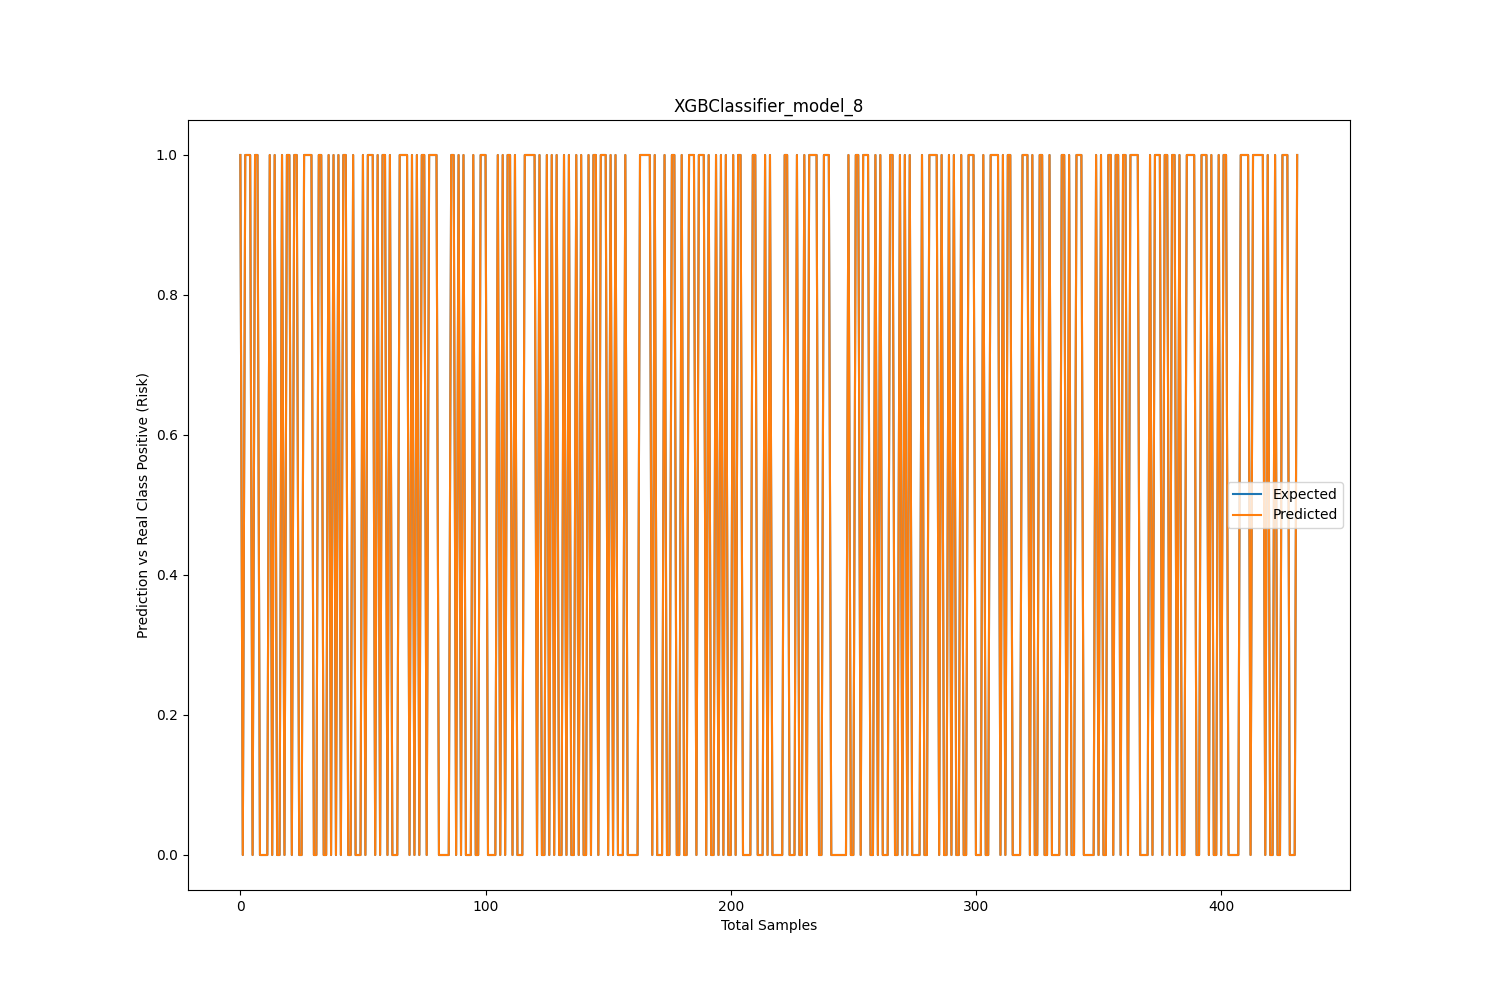 XGBClassifier_model_8
1.0
0.8
0.6
0.4
0.2
0.0
Prediction vs Real Class Positive (Risk)
Expected
Predicted
0
100
200
300
400
Total Samples